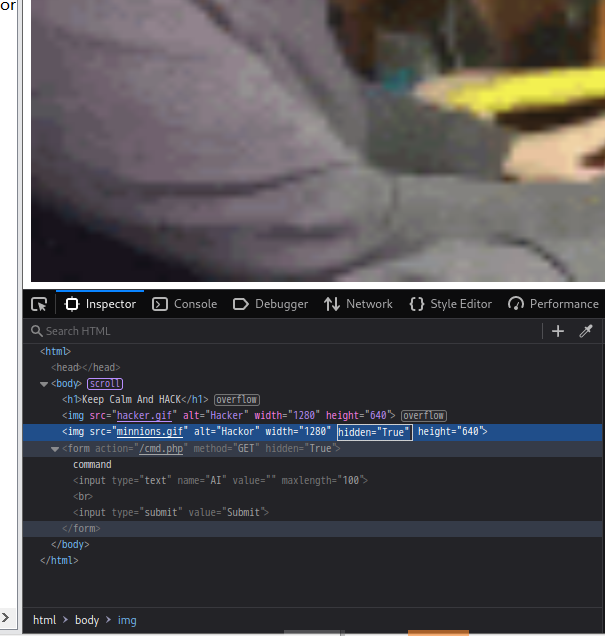 or
Inspector Console Debugger Network Style Editor Performance
Search HTML
<html>
<head></head>
<body> scroll
<h1>Keep Calm And HACK</h1> overflow
<img src="hacker.gif" alt="Hacker" width="1280" height="640"> overflow
<img src="minnions.gif" alt="Hackor" width="1280" hidden="True" height="640">
<form action="/cmd.php" method="GET" hidden="True">
command
<input type="text" name="AI" value="" maxlength="100">
<br>
<input type="submit" value="Submit">
</form>
</body>
</html>
html > body > img